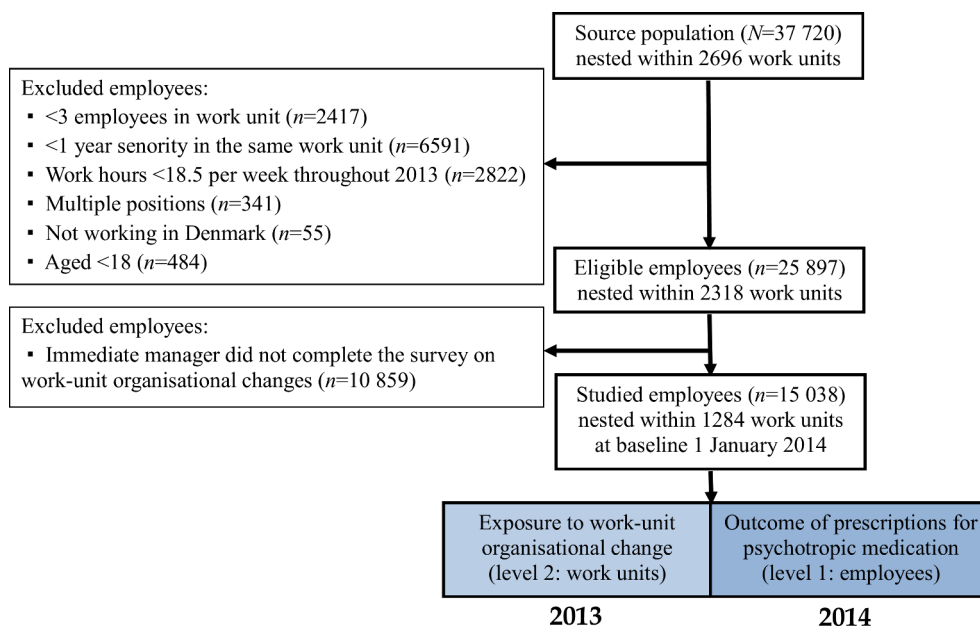 Source population (N=37 720)
nested within 2696 work units
Excluded employees:
▪ <3 employees in work unit (n=2417)
▪ <1 year senority in the same work unit (n=6591)
▪ Work hours <18.5 per week throughout 2013 (n=2822)
▪ Multiple positions (n=341)
▪ Not working in Denmark (n=55)
▪ Aged <18 (n=484)
Eligible employees (n=25 897)
nested within 2318 work units
Excluded employees:
▪ Immediate manager did not complete the survey on
work-unit organisational changes (n=10 859)
Studied employees (n=15 038)
nested within 1284 work units
at baseline 1 January 2014
Exposure to work-unit
organisational change
(level 2: work units)
Outcome of prescriptions for
psychotropic medication
(level 1: employees)
2013
2014